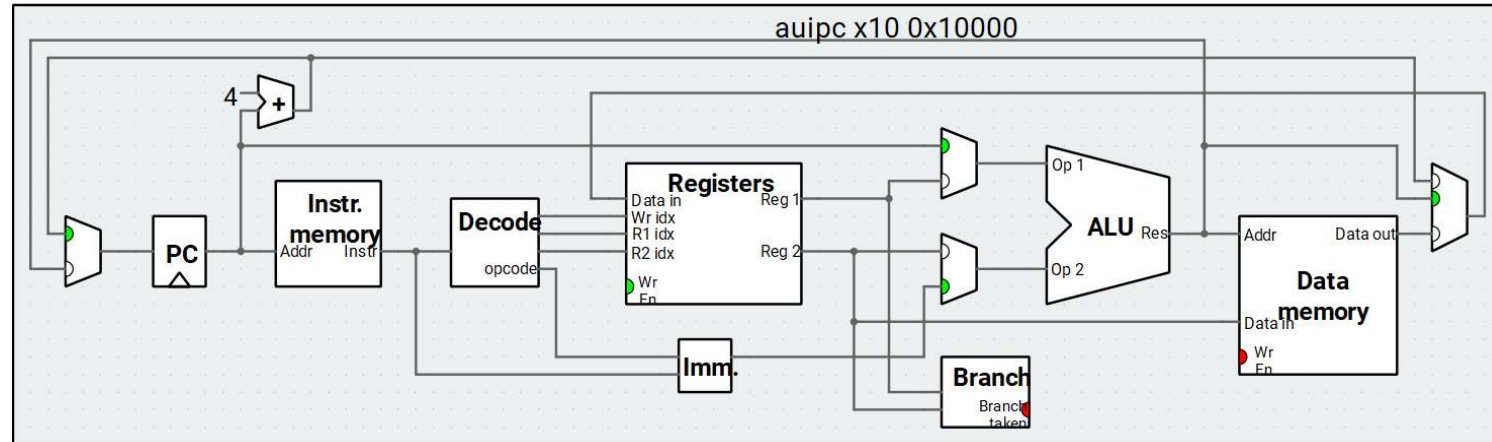 auipc x10 0x10000
4
+
Instr.
memory
Addr
Instr
PC
Decode
opcode
Registers
Data in
Wr idx
R1 idx
R2 idx
Wr
En
Reg 1
Reg 2
Imm.
Op 1
Op 2
ALU
Res
Branch
Branch
taken
Addr
Data out
Data
memory
Data in
Wr
En